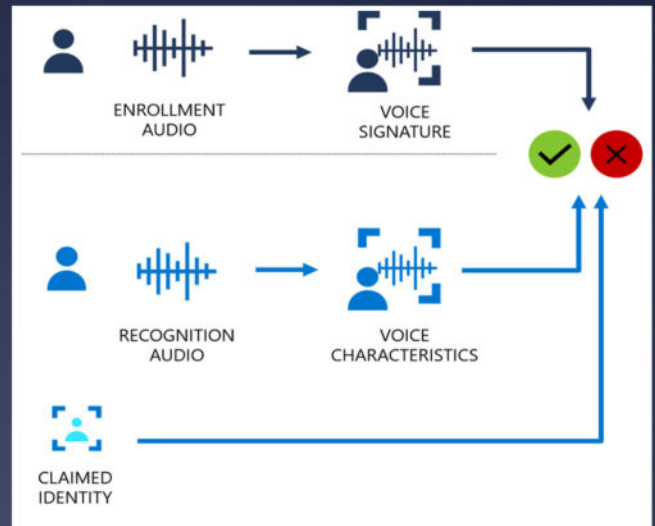 ENROLLMENT
AUDIO
VOICE
SIGNATURE
RECOGNITION
AUDIO
VOICE
CHARACTERISTICS
CLAIMED
IDENTITY